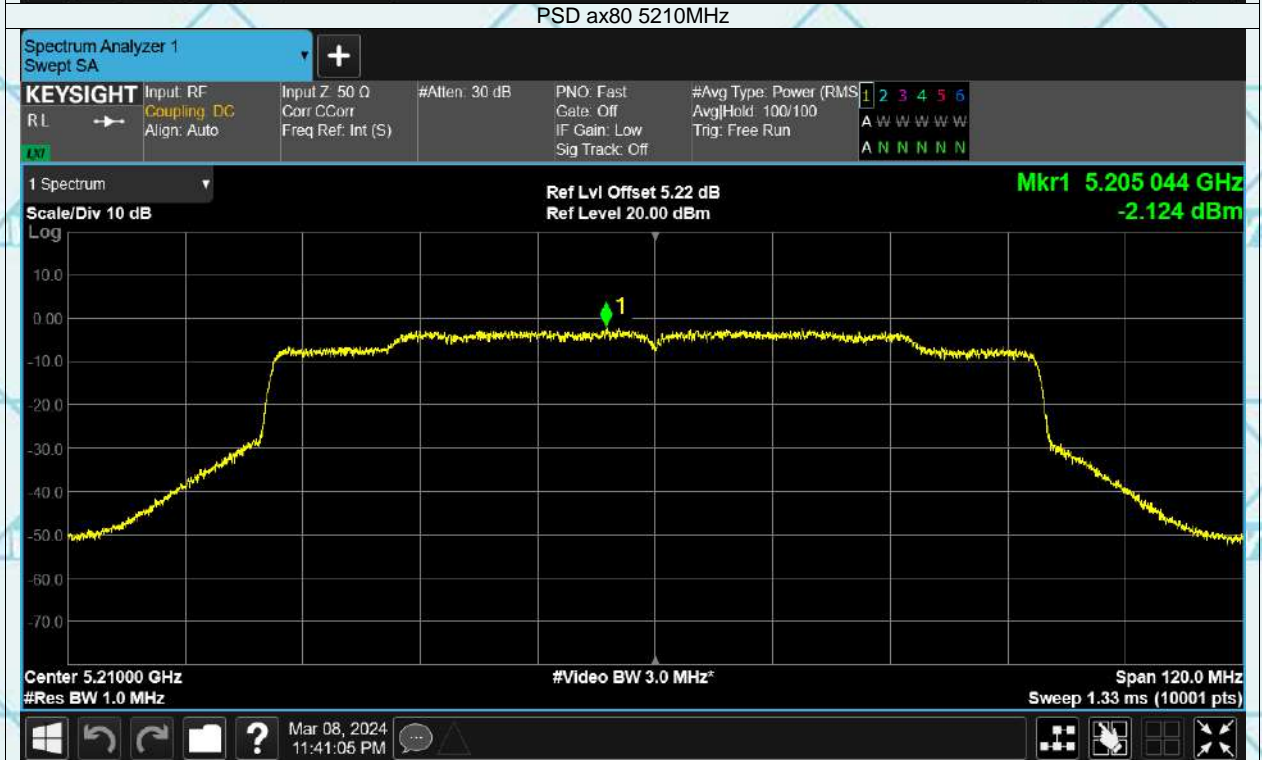 PSD ax80 5210MHz
Spectrum Analyzer 1
Swept SA
KEYSIGHT
RL
LXI
Input: RF
Coupling: DC
Align: Auto
Input Z: 50 Ω
Corr CCorr
Freq Ref: Int (S)
#Atten: 30 dB
PNO: Fast
Gate: Off
IF Gain: Low
Sig Track: Off
#Avg Type: Power (RMS
Avg|Hold: 100/100
Trig: Free Run
1 2 3 4 5 6
A W W W W W
A N N N N N
1 Spectrum
Scale/Div 10 dB
Log
Ref Lvl Offset 5.22 dB
Ref Level 20.00 dBm
Mkr1 5.205 044 GHz
-2.124 dBm
10.0
0.00
-10.0
-20.0
-30.0
-40.0
-50.0
-60.0
-70.0
1
Center 5.21000 GHz
#Res BW 1.0 MHz
#Video BW 3.0 MHz*
Span 120.0 MHz
Sweep 1.33 ms (10001 pts)
?
Mar 08, 2024
11:41:05 PM